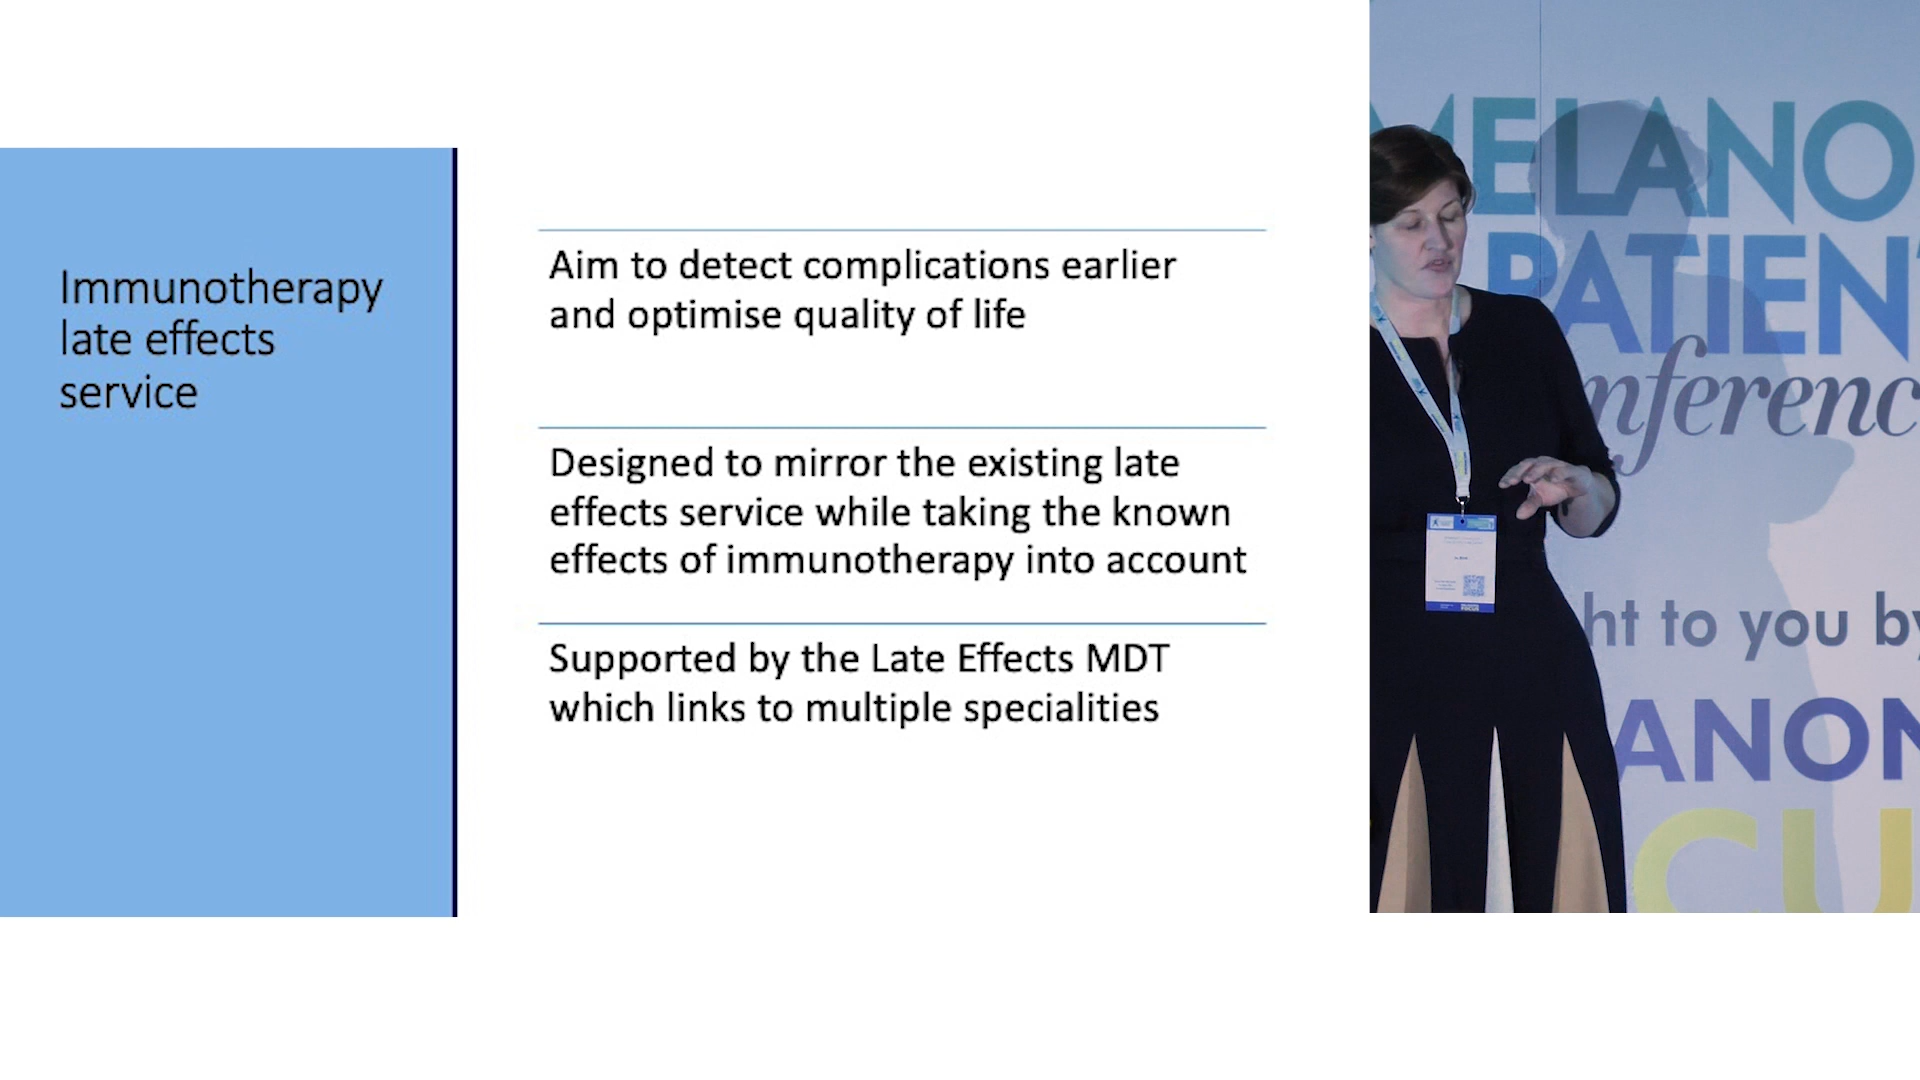 Immunotherapy
late effects
service
Aim to detect complications earlier
and optimise quality of life
Designed to mirror the existing late
effects service while taking the known
effects of immunotherapy into account
Supported by the Late Effects MDT
which links to multiple specialities
MELANO
PATIEN
nferenc
ht to you by
ANON
CU